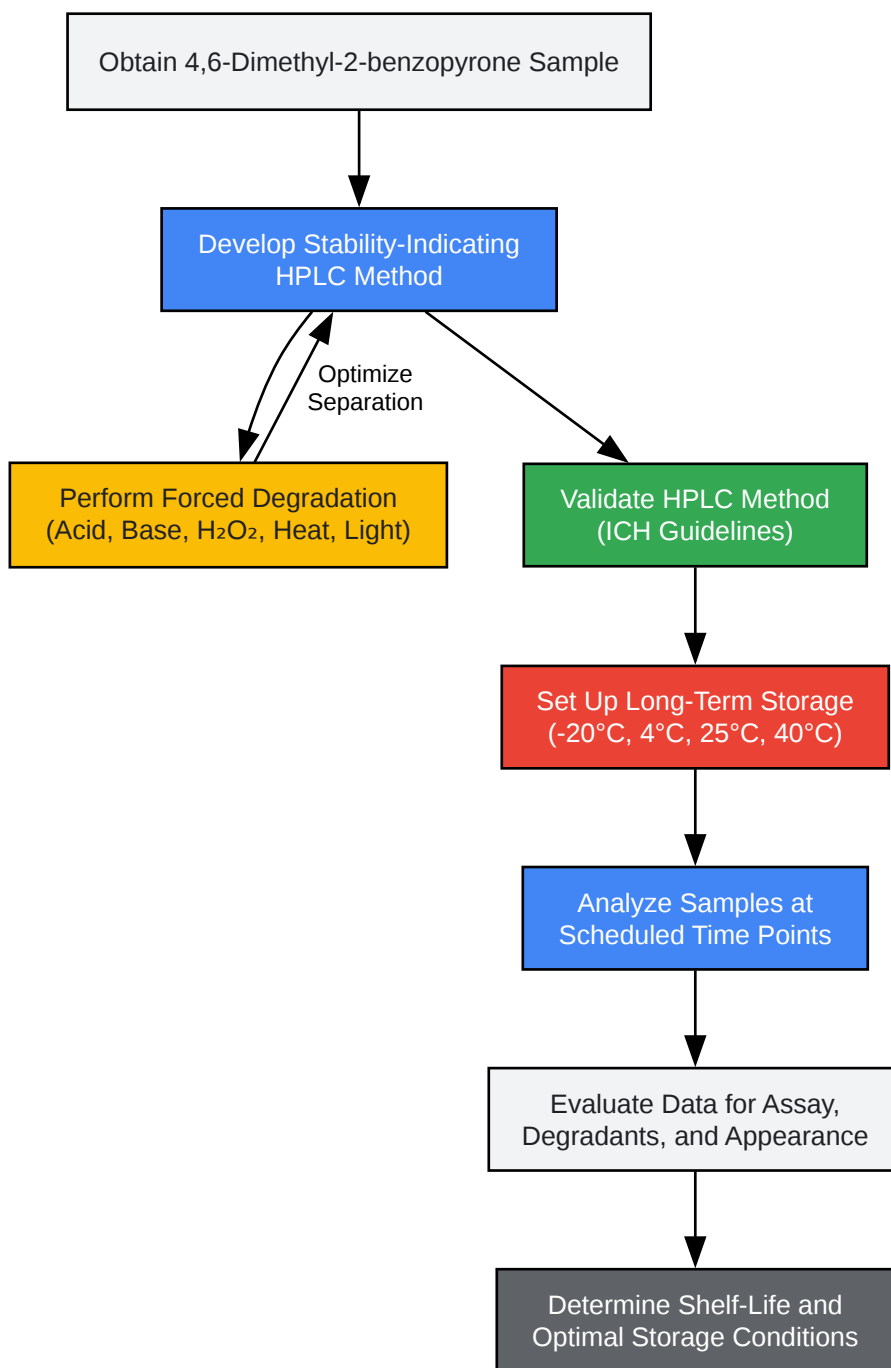 Obtain 4,6-Dimethyl-2-benzopyrone Sample
Develop Stability-Indicating
HPLC Method
Optimize
Separation
Perform Forced Degradation
(Acid, Base, H₂O₂, Heat, Light)
Validate HPLC Method
(ICH Guidelines)
Set Up Long-Term Storage
(-20°C, 4°C, 25°C, 40°C)
Analyze Samples at
Scheduled Time Points
Evaluate Data for Assay,
Degradants, and Appearance
Determine Shelf-Life and
Optimal Storage Conditions